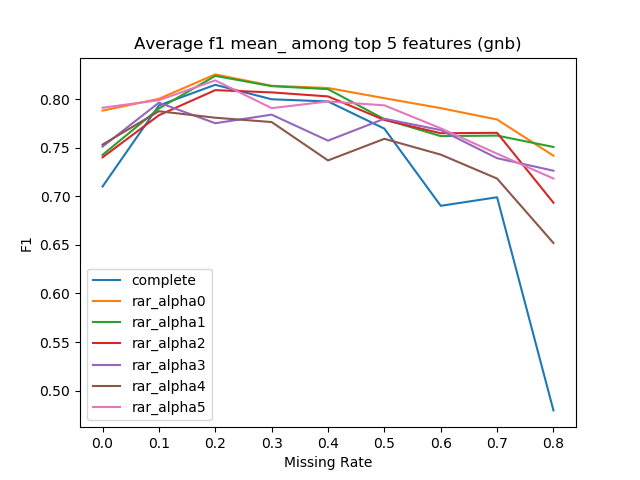 Average f1 mean_ among top 5 features (gnb)
F1
0.80
0.75
0.70
0.65
0.60
0.55
0.50
complete
rar_alpha0
rar_alpha1
rar_alpha2
rar_alpha3
rar_alpha4
rar_alpha5
0.0 0.1 0.2 0.3 0.4 0.5 0.6 0.7 0.8
Missing Rate